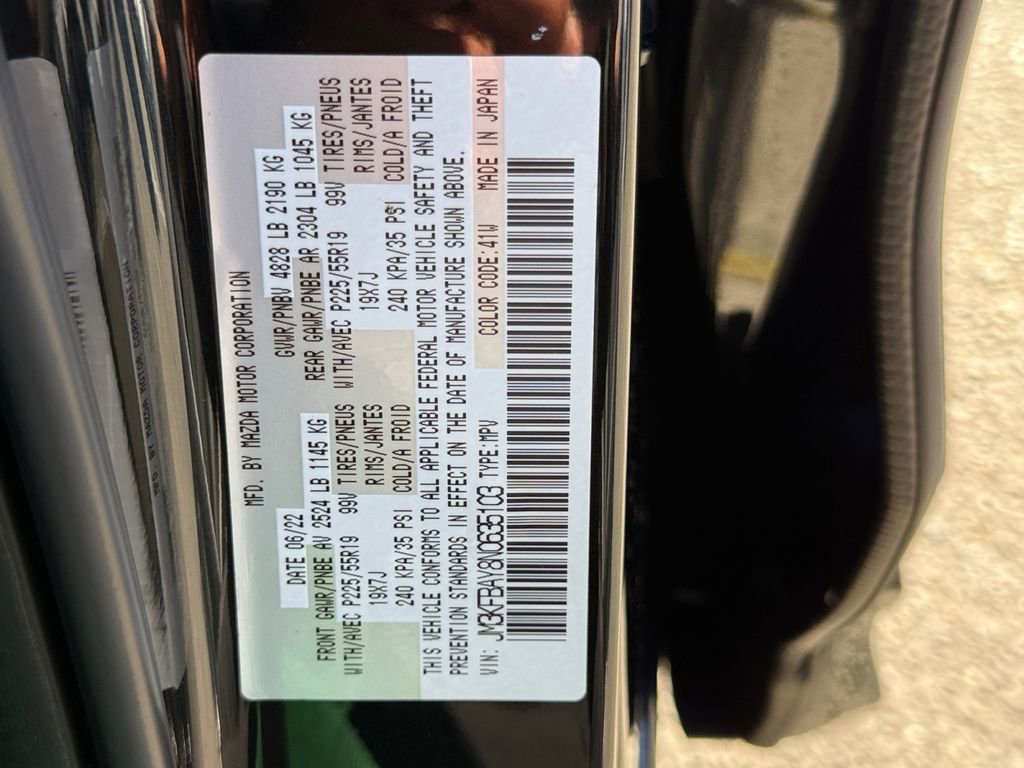 MFD. BY MAZDA MOTOR CORPORATION
DATE 06/22 GVWR/PNBV 4828 LB 2190 KG
FRONT GAWR/PNBE AV 2524 LB 1145 KG REAR GAWR/PNBE AR 2304 LB 1045 KG
WITH/AVEC P225/55R19 99V TIRES/PNEUS WITH/AVEC P225/55R19 99V TIRES/PNEUS
19X7J RIMS/JANTES 19X7J RIMS/JANTES
240 KPA/35 PSI COLD/A FROID 240 KPA/35 PSI COLD/A FROID
THIS VEHICLE CONFORMS TO ALL APPLICABLE FEDERAL MOTOR VEHICLE SAFETY AND THEFT
PREVENTION STANDARDS IN EFFECT ON THE DATE OF MANUFACTURE SHOWN ABOVE.
VIN: JM3KFBAY8N0635103 TYPE:MPV COLOR CODE:41W MADE IN JAPAN